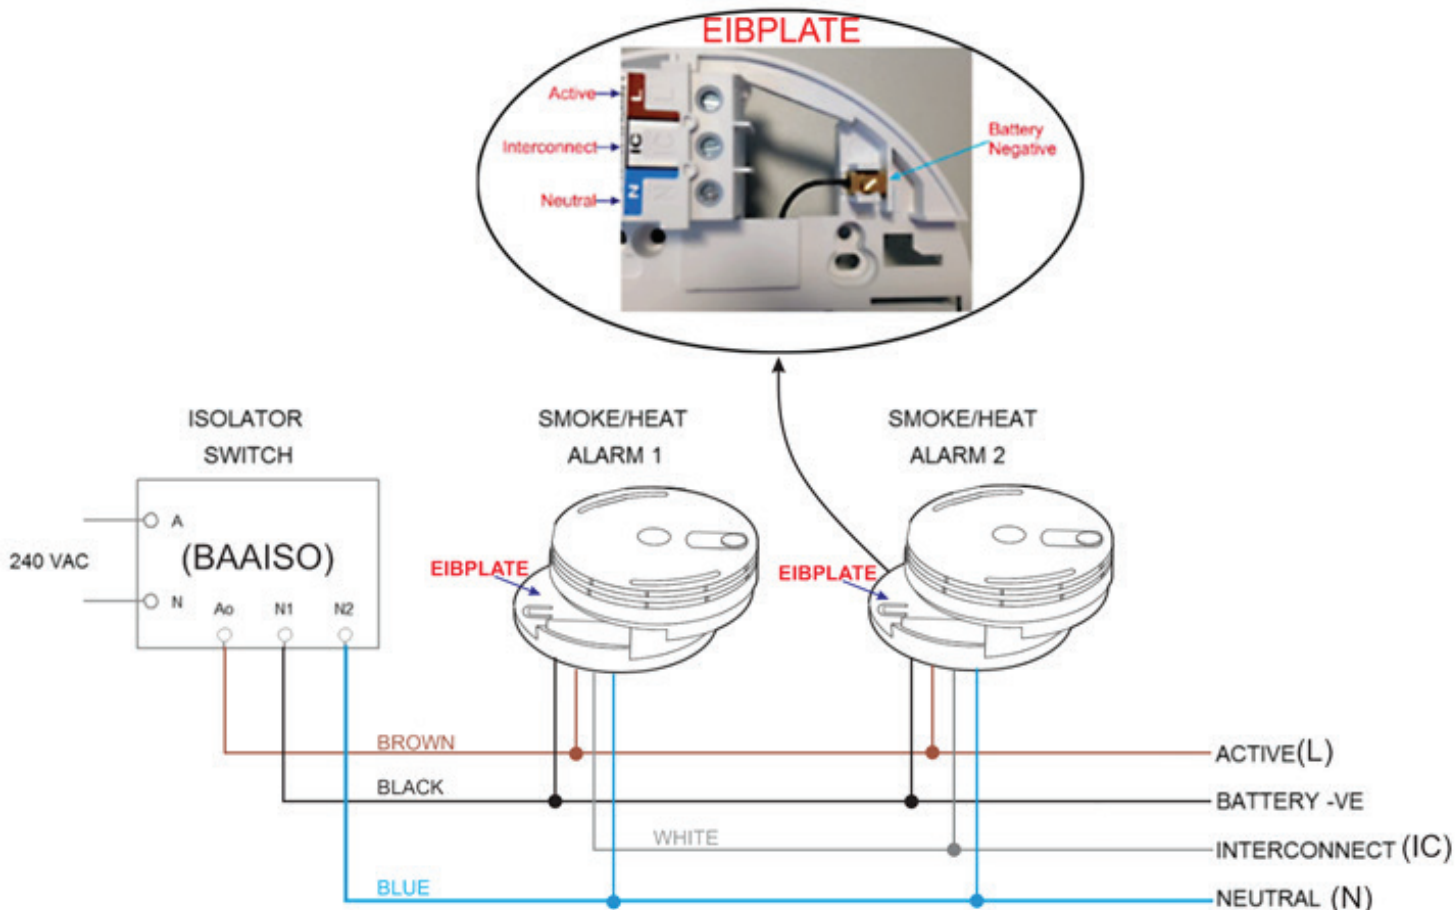 EIBPLATE
Active
L
Interconnect
IC
Neutral
N
Battery
Negative
ISOLATOR
SWITCH
SMOKE/HEAT
ALARM 1
SMOKE/HEAT
ALARM 2
A
240 VAC
(BAAISO)
N
Ao N1 N2
EIBPLATE
EIBPLATE
BROWN
ACTIVE(L)
BLACK
BATTERY -VE
WHITE
INTERCONNECT (IC)
BLUE
NEUTRAL (N)